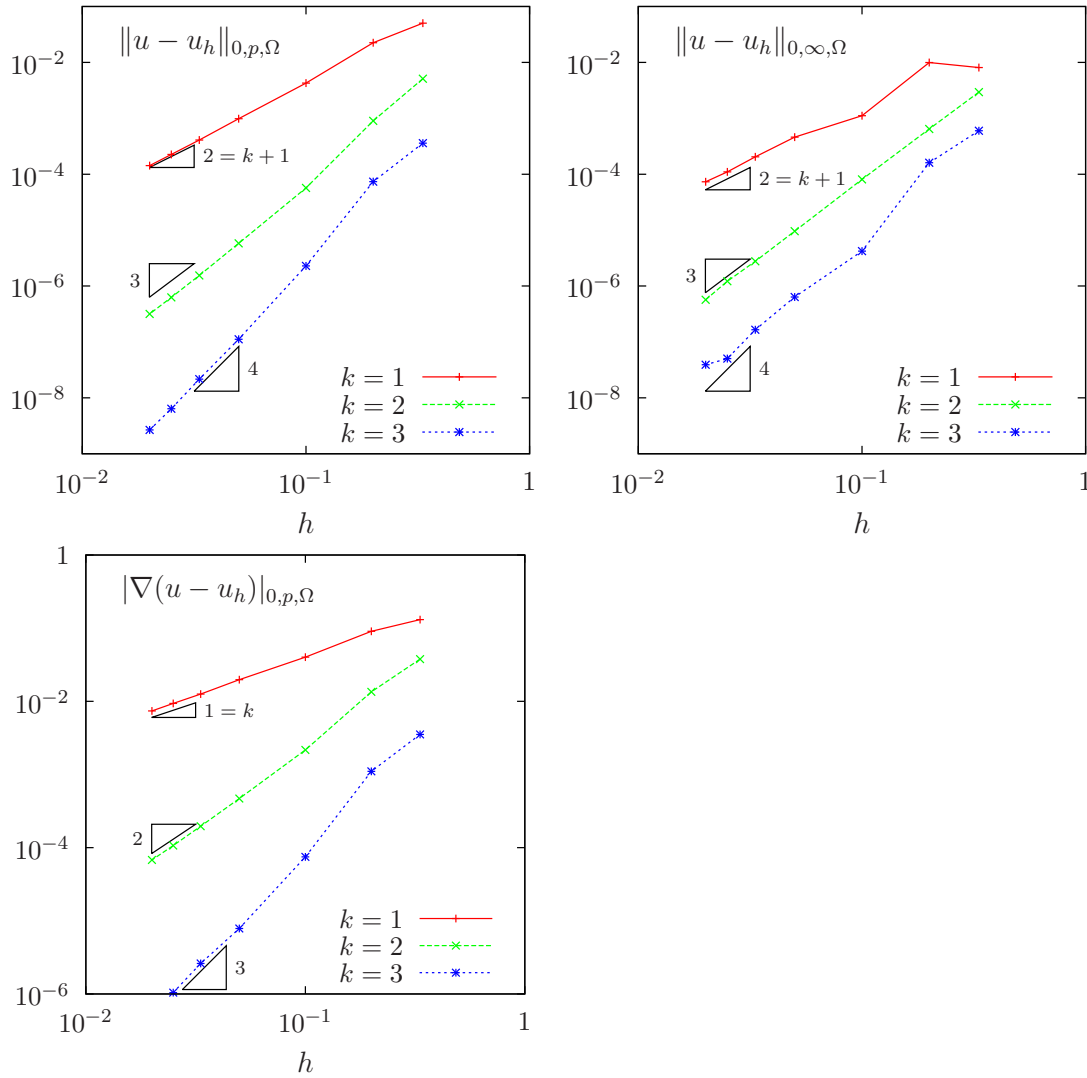 ‖u − u_h‖_{0,p,Ω}
10^{−2}
10^{−4}
10^{−6}
10^{−8}
2 = k + 1
3
4
k = 1
k = 2
k = 3
10^{−2}
10^{−1}
1
h
‖u − u_h‖_{0,∞,Ω}
10^{−2}
10^{−4}
10^{−6}
10^{−8}
2 = k + 1
3
4
k = 1
k = 2
k = 3
10^{−2}
10^{−1}
1
h
|∇(u − u_h)|_{0,p,Ω}
1
10^{−2}
10^{−4}
10^{−6}
1 = k
2
3
k = 1
k = 2
k = 3
10^{−2}
10^{−1}
1
h